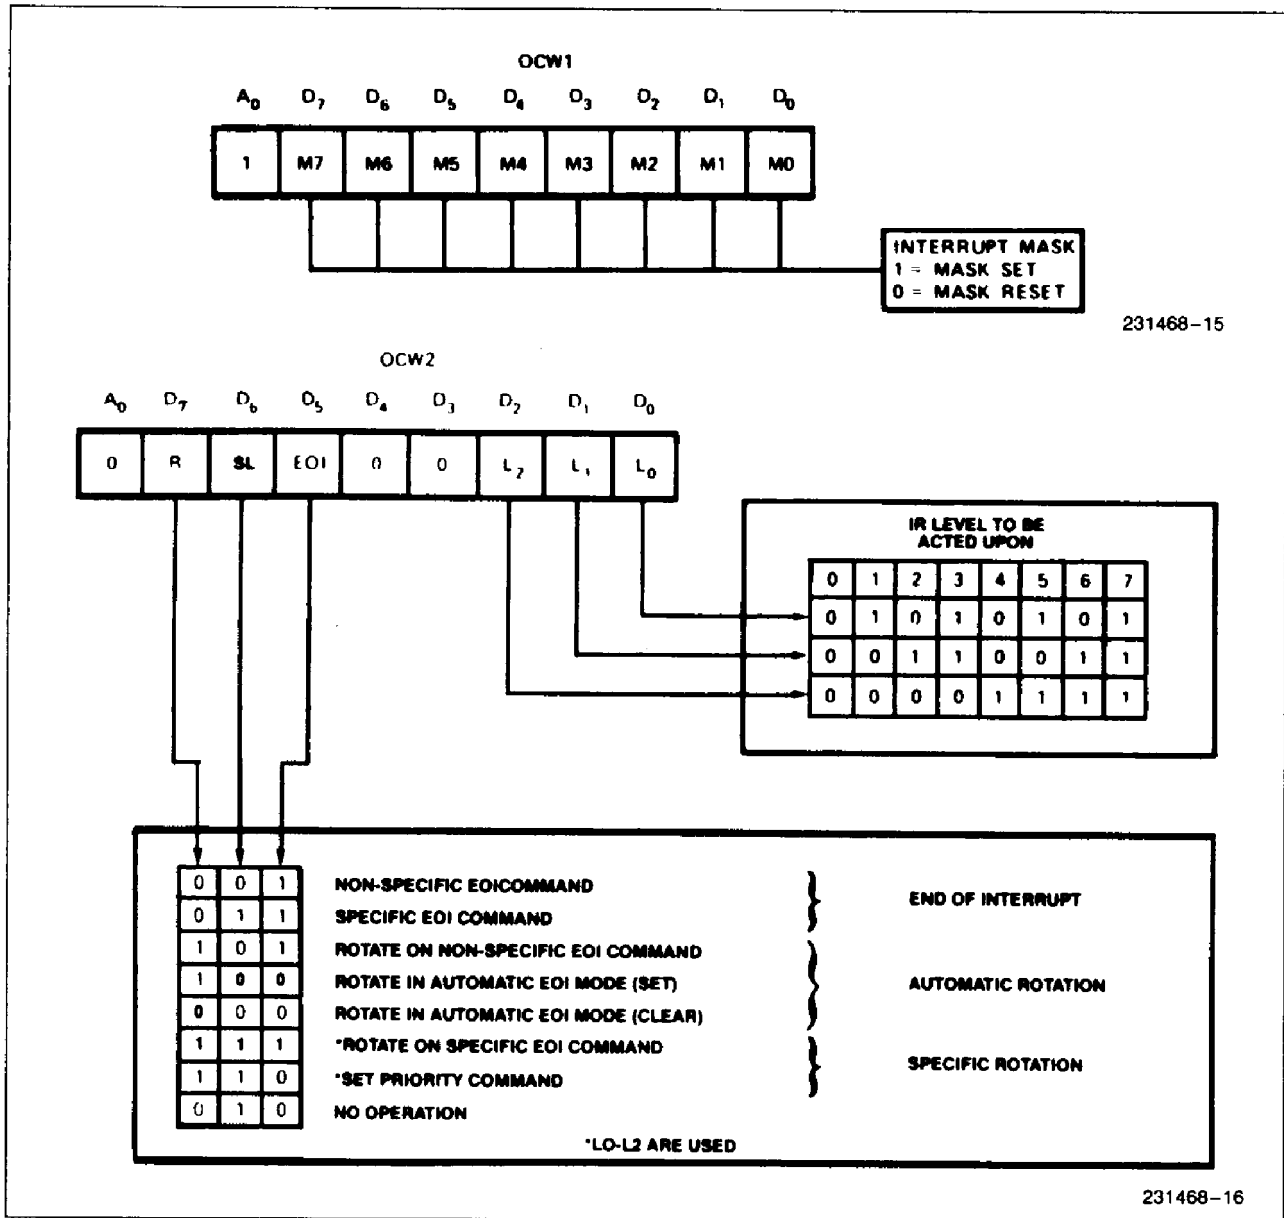 OCW1
A0 D7 D6 D5 D4 D3 D2 D1 D0
1 M7 M6 M5 M4 M3 M2 M1 M0
INTERRUPT MASK
1 = MASK SET
0 = MASK RESET
231468-15
OCW2
A0 D7 D6 D5 D4 D3 D2 D1 D0
0 R SL EOI 0 0 L2 L1 L0
IR LEVEL TO BE
ACTED UPON
0 1 2 3 4 5 6 7
0 1 0 1 0 1 0 1
0 0 1 1 0 0 1 1
0 0 0 0 1 1 1 1
0 0 1 NON-SPECIFIC EOICOMMAND
0 1 1 SPECIFIC EOI COMMAND
END OF INTERRUPT
1 0 1 ROTATE ON NON-SPECIFIC EOI COMMAND
1 0 0 ROTATE IN AUTOMATIC EOI MODE (SET)
0 0 0 ROTATE IN AUTOMATIC EOI MODE (CLEAR)
AUTOMATIC ROTATION
1 1 1 *ROTATE ON SPECIFIC EOI COMMAND
1 1 0 *SET PRIORITY COMMAND
SPECIFIC ROTATION
0 1 0 NO OPERATION
*LO-L2 ARE USED
231468-16